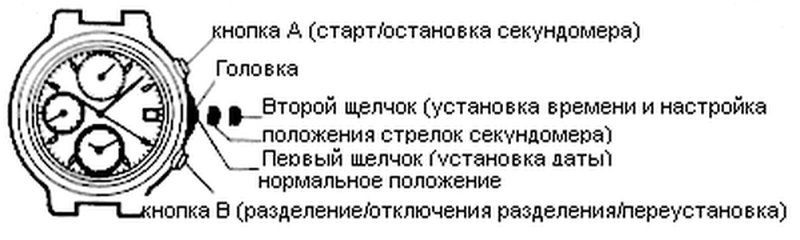 кнопка А (старт/остановка секундомера)
Головка
Второй щелчок (установка времени и настройка
положения стрелок секундомера)
Первый щелчок (установка даты)
нормальное положение
кнопка В (разделение/отключения разделения/переустановка)